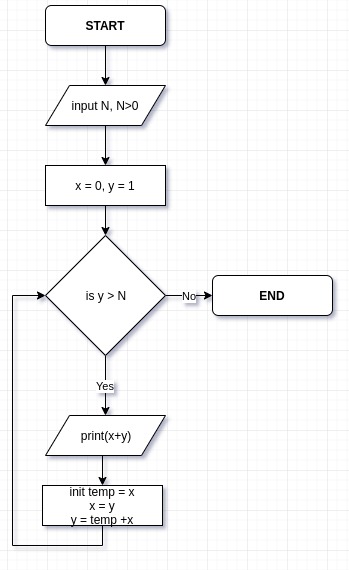 START
input N, N>0
x = 0, y = 1
is y > N
No
END
Yes
print(x+y)
init temp = x
x = y
y = temp +x